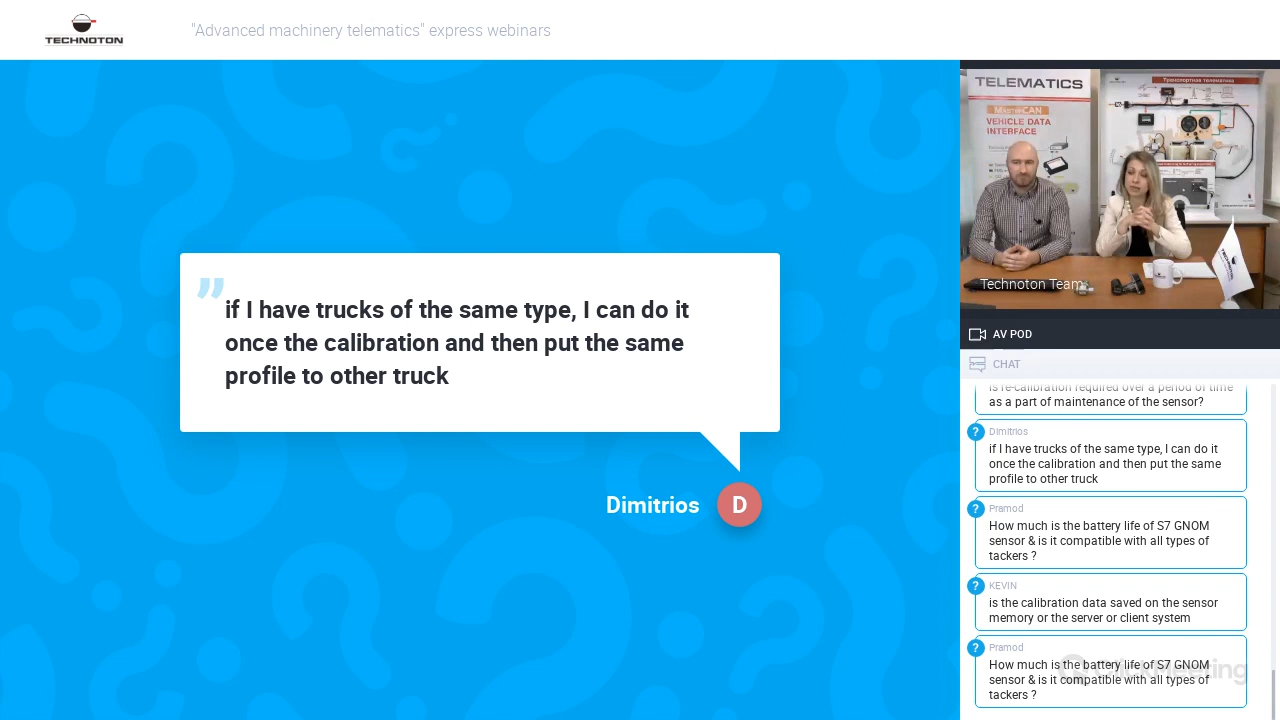 TECHNOTON
"Advanced machinery telematics" express webinars
if I have trucks of the same type, I can do it
once the calibration and then put the same
profile to other truck
Dimitrios
D
TELEMATICS
VEHICLE DATA
INTERFACE
Транспортная телематика
Technoton Team
AV POD
CHAT
is re-calibration required over a period of time
as a part of maintenance of the sensor?
?
Dimitrios
if I have trucks of the same type, I can do it
once the calibration and then put the same
profile to other truck
?
Pramod
How much is the battery life of S7 GNOM
sensor & is it compatible with all types of
tackers ?
?
KEVIN
is the calibration data saved on the sensor
memory or the server or client system
?
Pramod
How much is the battery life of S7 GNOM
sensor & is it compatible with all types of
tackers ?
ClickMeeting